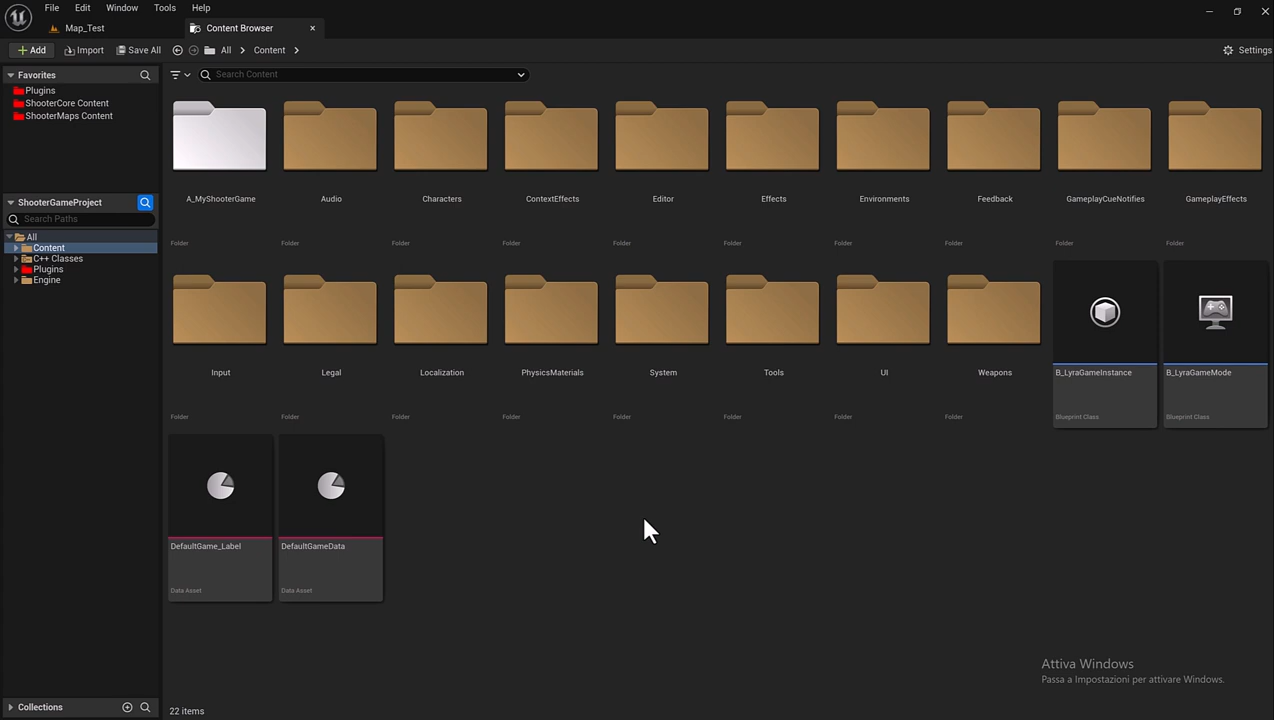 File Edit Window Tools Help
Map_Test Content Browser
Add Import Save All All Content Settings
Favorites
Search Content
Plugins
ShooterCore Content
ShooterMaps Content
ShooterGameProject
Search Paths
All
Content
C++ Classes
Plugins
Engine
Collections
A_MyShooterGame Audio Characters ContextEffects Editor Effects Environments Feedback GameplayCueNotifies GameplayEffects
Folder Folder Folder Folder Folder Folder Folder Folder Folder Folder
Input Legal Localization PhysicsMaterials System Tools UI Weapons B_LyraGameInstance B_LyraGameMode
Folder Folder Folder Folder Folder Folder Folder Folder Blueprint Class Blueprint Class
DefaultGame_Label DefaultGameData
Data Asset Data Asset
Attiva Windows
Passa a Impostazioni per attivare Windows.
22 items